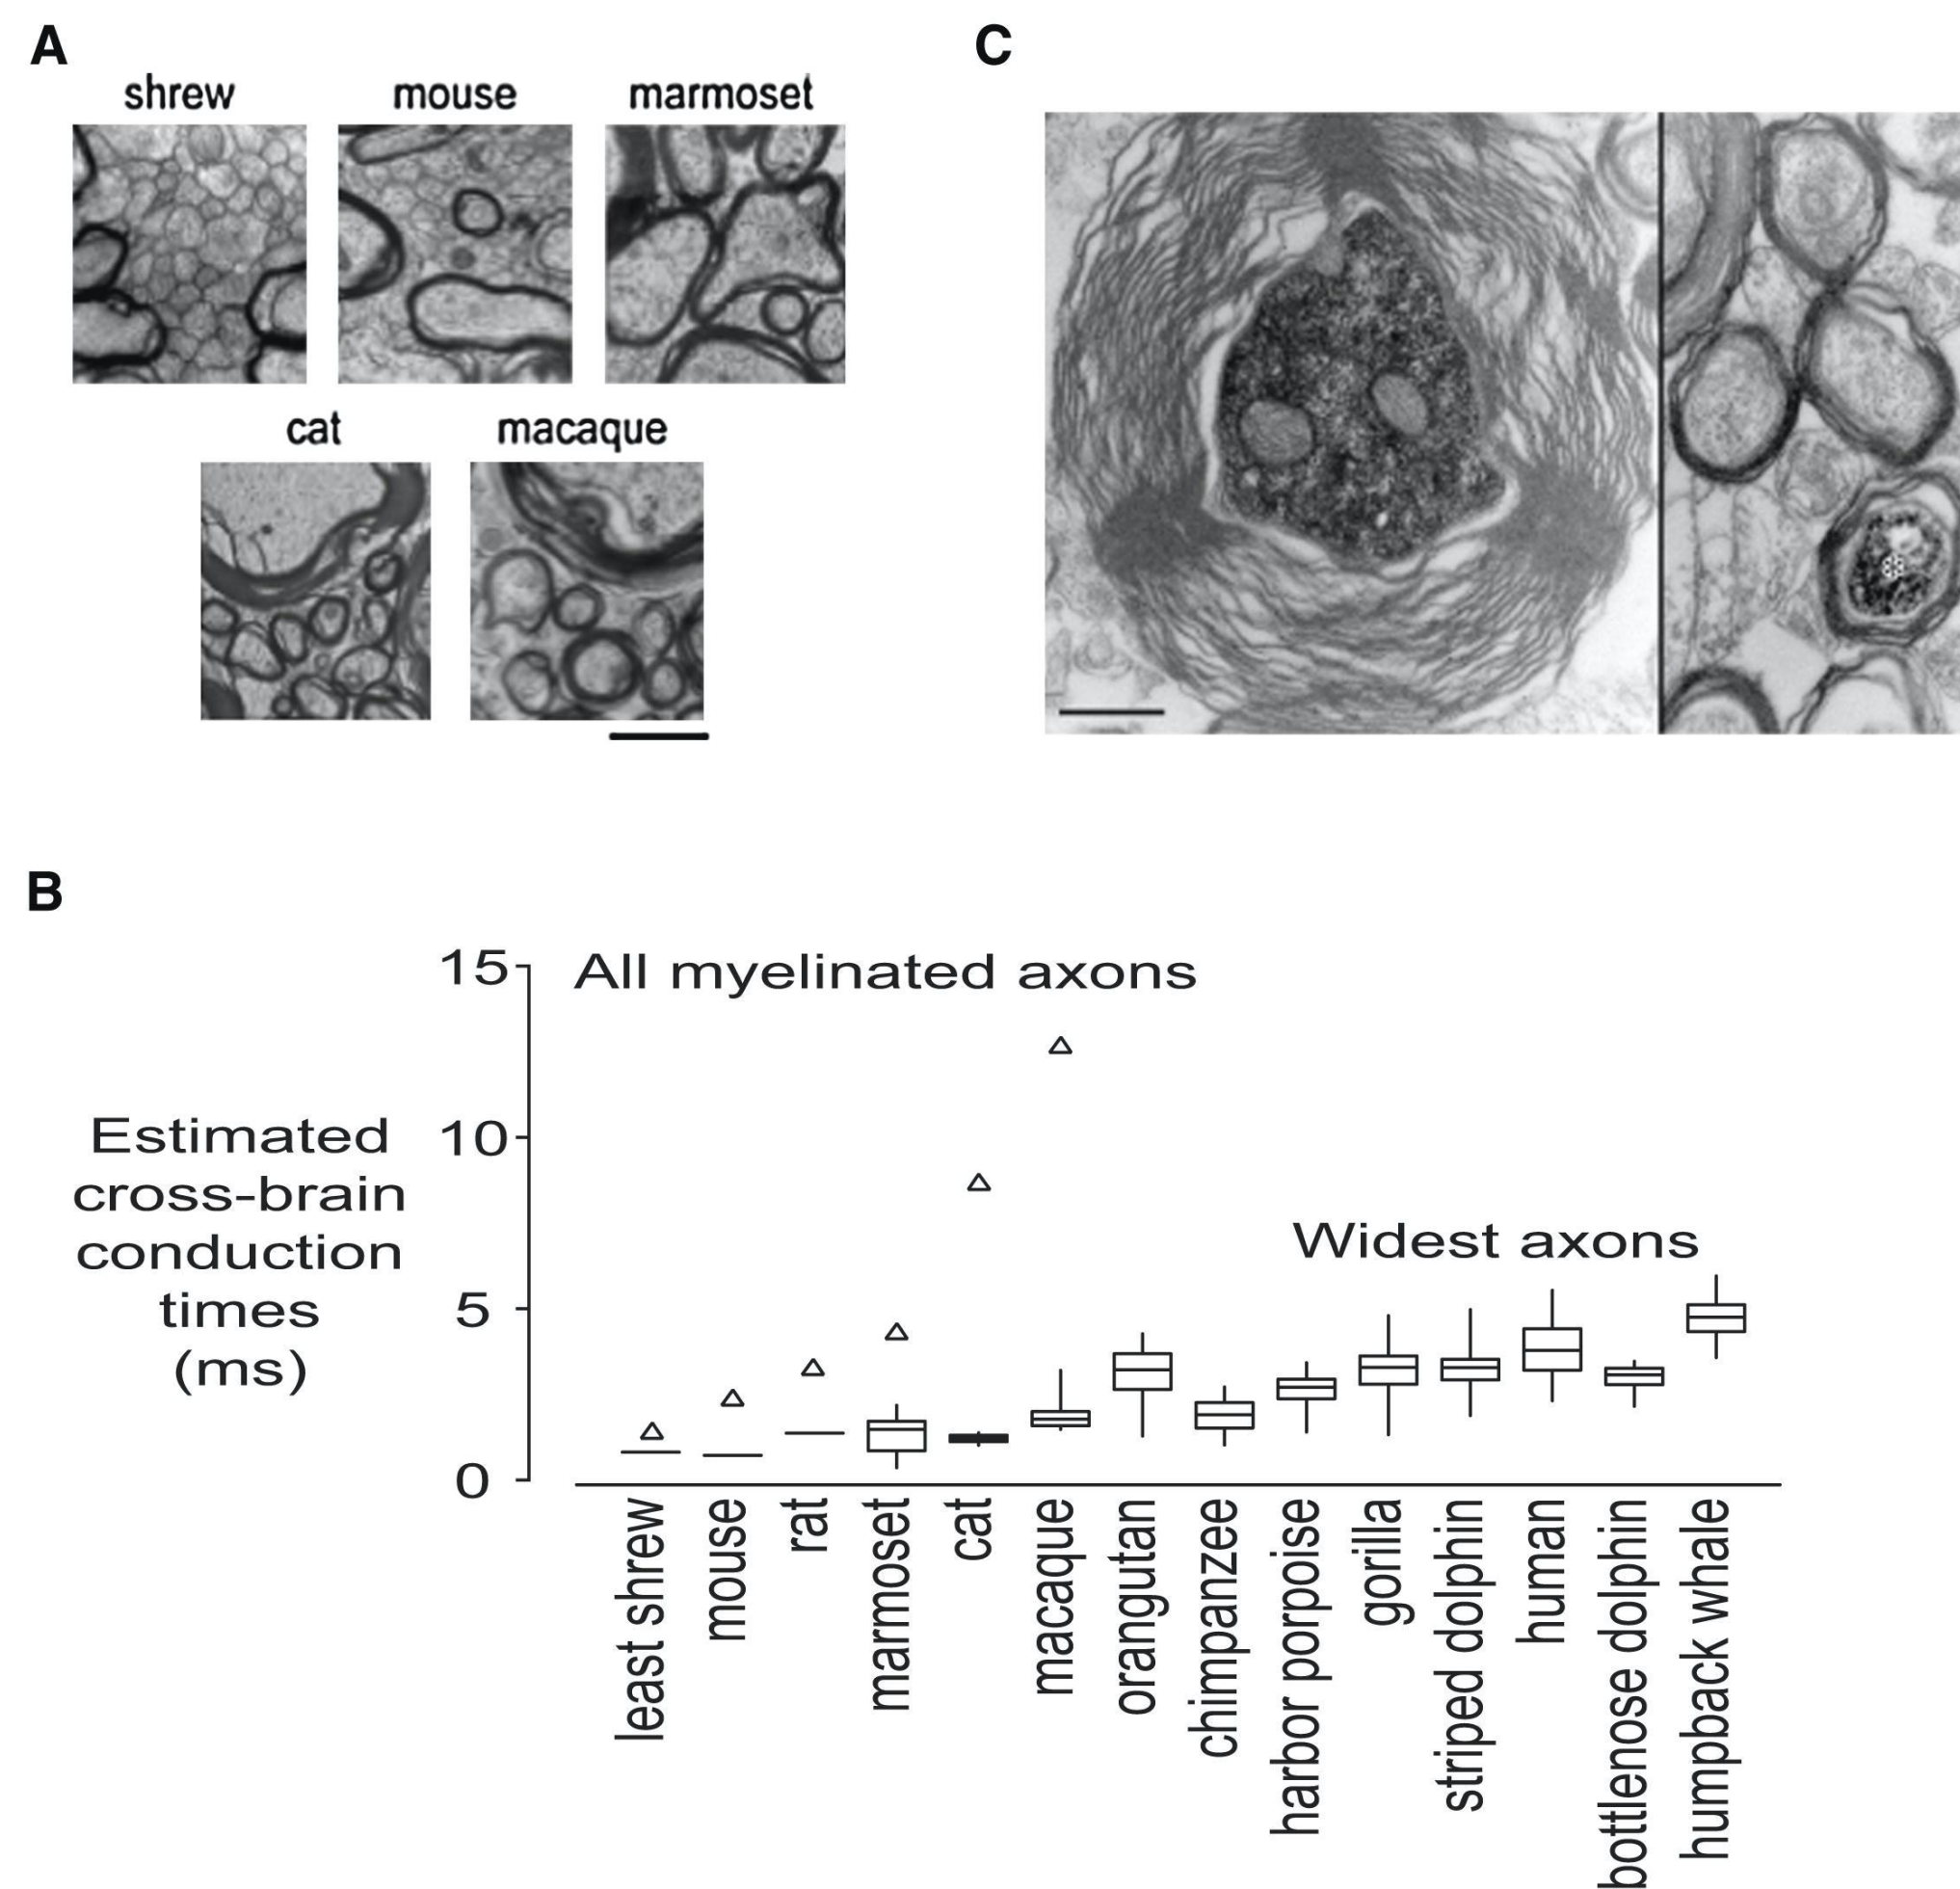 A
shrew
mouse
marmoset
cat
macaque
C
B
15
10
5
0
All myelinated axons
Widest axons
Estimated
cross-brain
conduction
times
(ms)
least shrew
mouse
rat
marmoset
cat
macaque
orangutan
chimpanzee
harbor porpoise
gorilla
striped dolphin
human
bottlenose dolphin
humpback whale